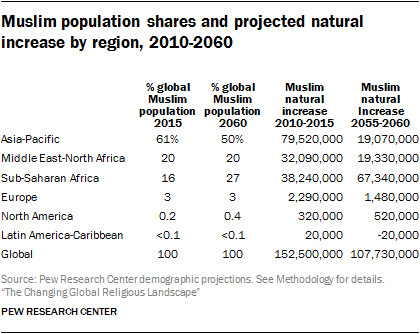 Muslim population shares and projected natural
increase by region, 2010-2060
% global Muslim population 2015
% global Muslim population 2060
Muslim natural increase 2010-2015
Muslim natural Increase 2055-2060
Asia-Pacific 61% 50% 79,520,000 19,070,000
Middle East-North Africa 20 20 32,090,000 19,330,000
Sub-Saharan Africa 16 27 38,240,000 67,340,000
Europe 3 3 2,290,000 1,480,000
North America 0.2 0.4 320,000 520,000
Latin America-Caribbean <0.1 <0.1 20,000 -20,000
Global 100 100 152,500,000 107,730,000
Source: Pew Research Center demographic projections. See Methodology for details.
“The Changing Global Religious Landscape”
PEW RESEARCH CENTER